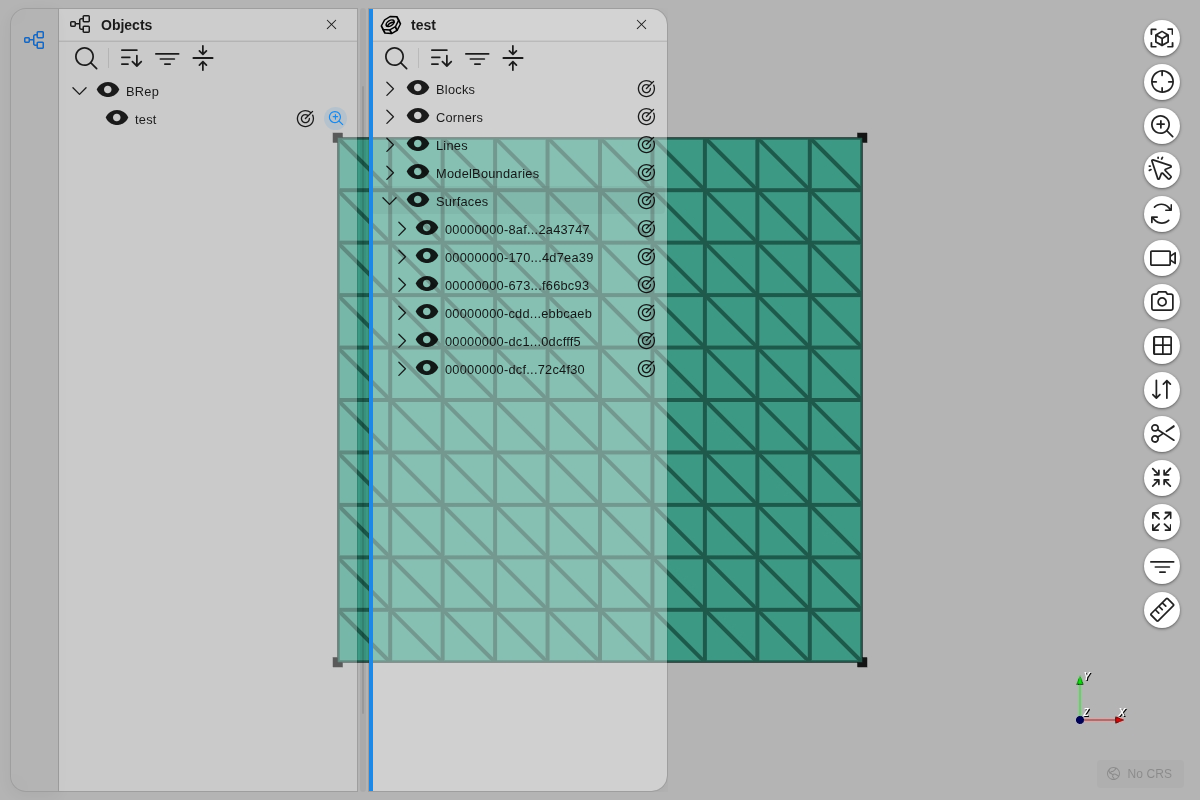 Objects
BRep
test
test
Blocks
Corners
Lines
ModelBoundaries
Surfaces
00000000-8af...2a43747
00000000-170...4d7ea39
00000000-673...f66bc93
00000000-cdd...ebbcaeb
00000000-dc1...0dcfff5
00000000-dcf...72c4f30
Y
Z X
No CRS